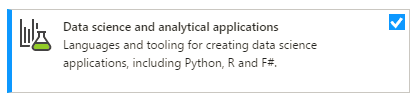 Data science and analytical applications
Languages and tooling for creating data science
applications, including Python, R and F#.